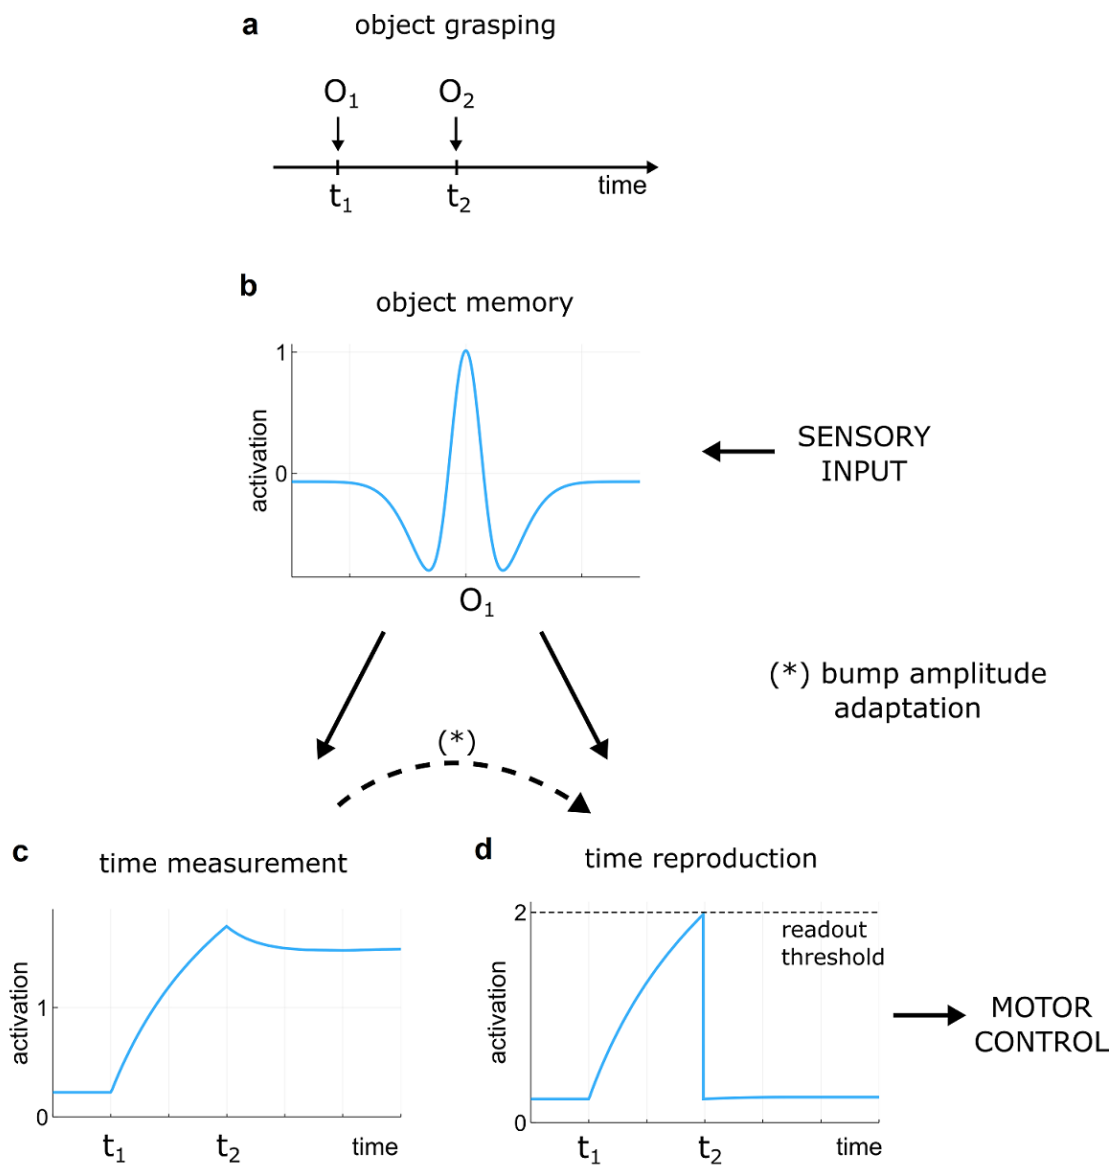 a object grasping
O₁ O₂
t₁ t₂ time
b object memory
1
0
activation
O₁
SENSORY
INPUT
(*) bump amplitude
adaptation
(*)
c time measurement
1
0
activation
t₁ t₂ time
d time reproduction
2
0
activation
readout
threshold
t₁ t₂ time
MOTOR
CONTROL